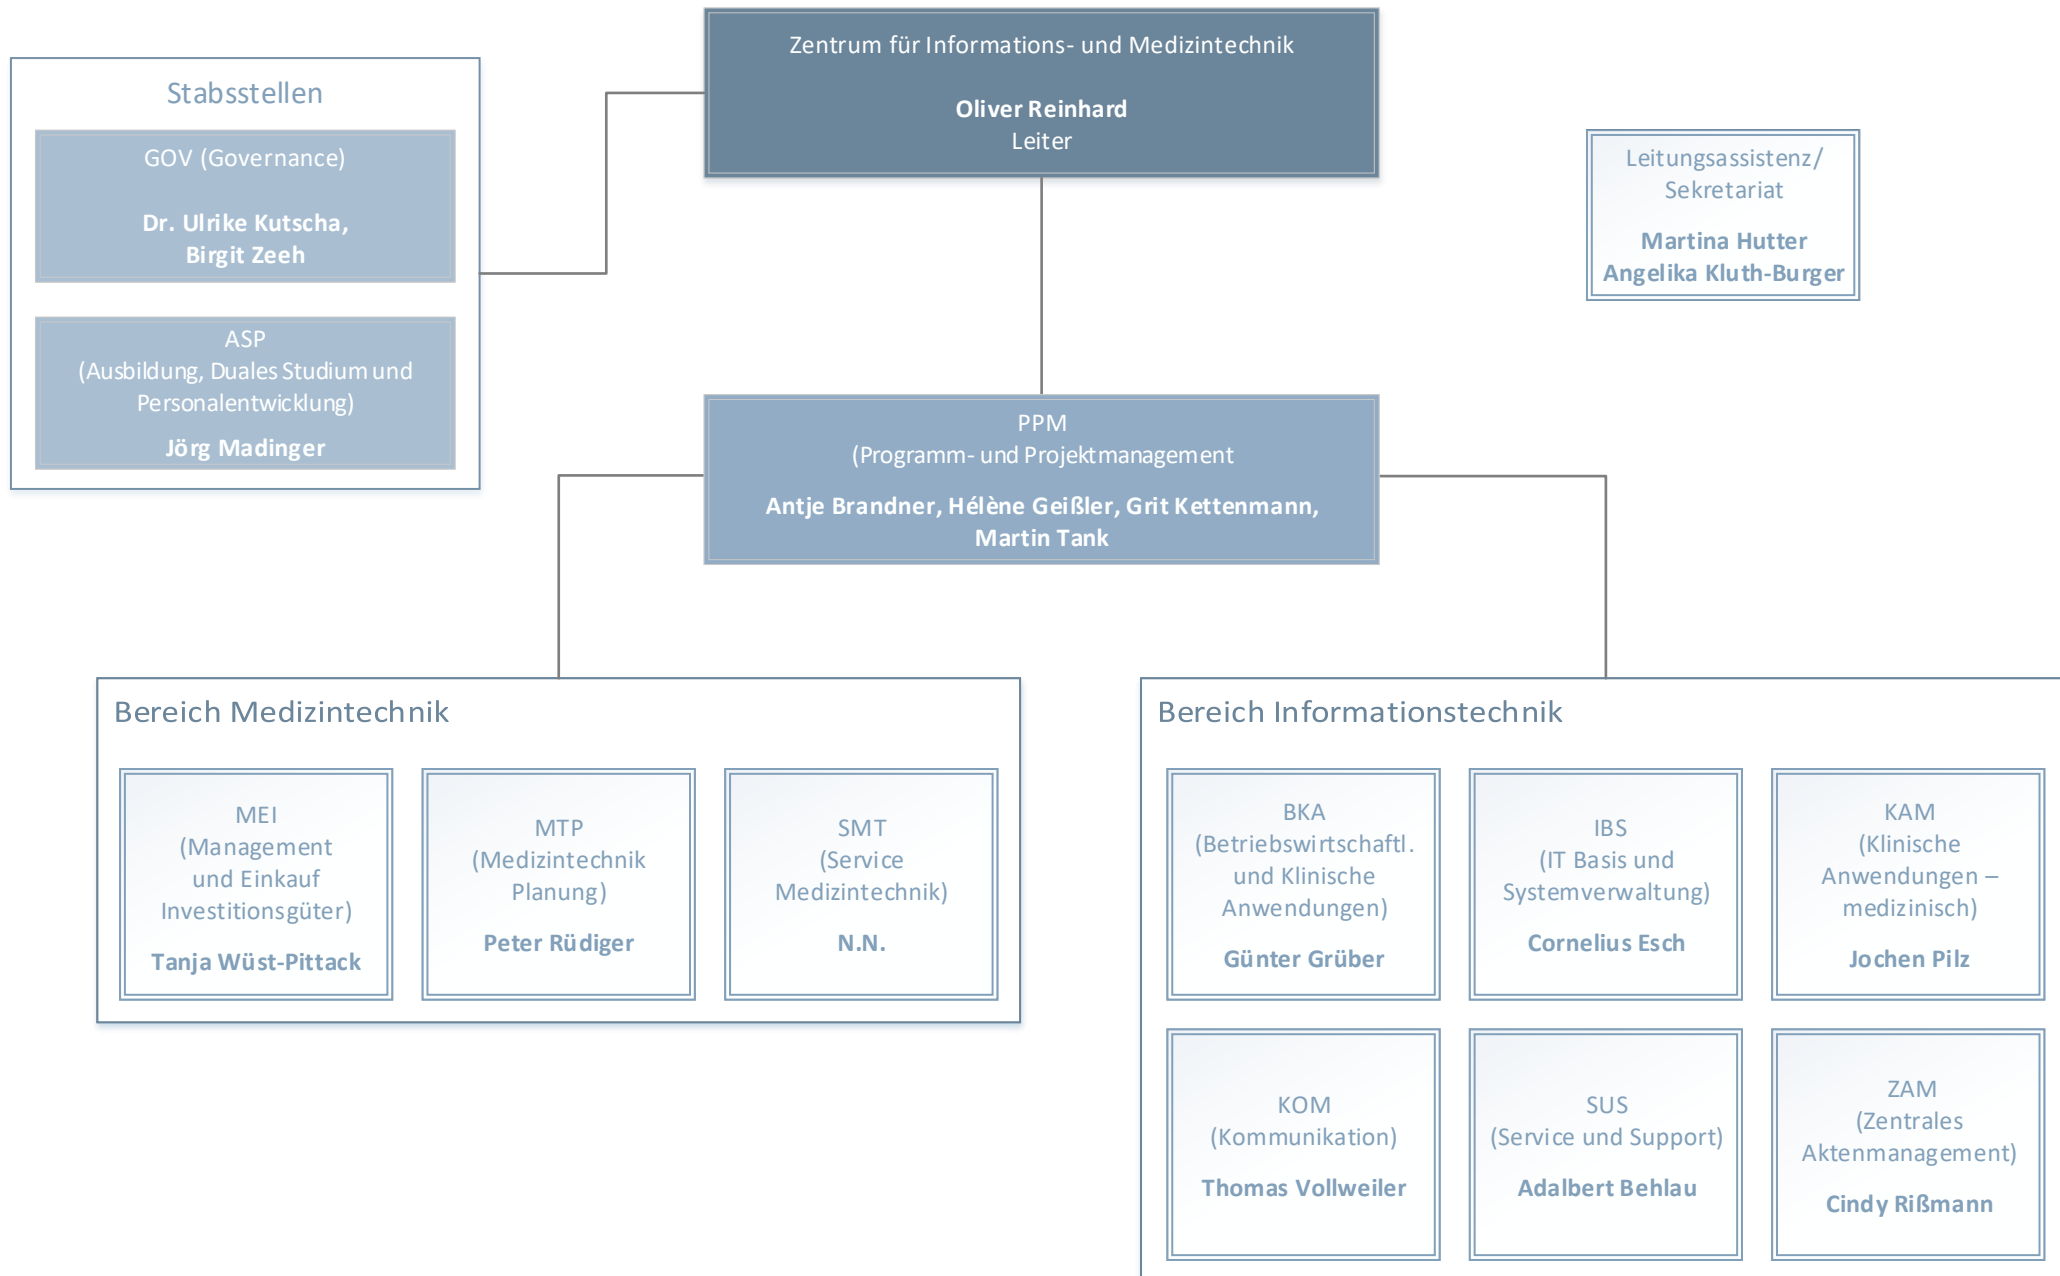 Zentrum für Informations- und Medizintechnik
Oliver Reinhard
Leiter
Stabsstellen
GOV (Governance)
Dr. Ulrike Kutscha,
Birgit Zeeh
ASP
(Ausbildung, Duales Studium und
Personalentwicklung)
Jörg Madinger
Leitungsassistenz/
Sekretariat
Martina Hutter
Angelika Kluth-Burger
PPM
(Programm- und Projektmanagement
Antje Brandner, Hélène Geißler, Grit Kettenmann,
Martin Tank
Bereich Medizintechnik
MEI
(Management
und Einkauf
Investitionsgüter)
Tanja Wüst-Pittack
MTP
(Medizintechnik
Planung)
Peter Rüdiger
SMT
(Service
Medizintechnik)
N.N.
Bereich Informationstechnik
BKA
(Betriebswirtschaftl.
und Klinische
Anwendungen)
Günter Grüber
IBS
(IT Basis und
Systemverwaltung)
Cornelius Esch
KAM
(Klinische
Anwendungen –
medizinisch)
Jochen Pilz
KOM
(Kommunikation)
Thomas Vollweiler
SUS
(Service und Support)
Adalbert Behlau
ZAM
(Zentrales
Aktenmanagement)
Cindy Rißmann